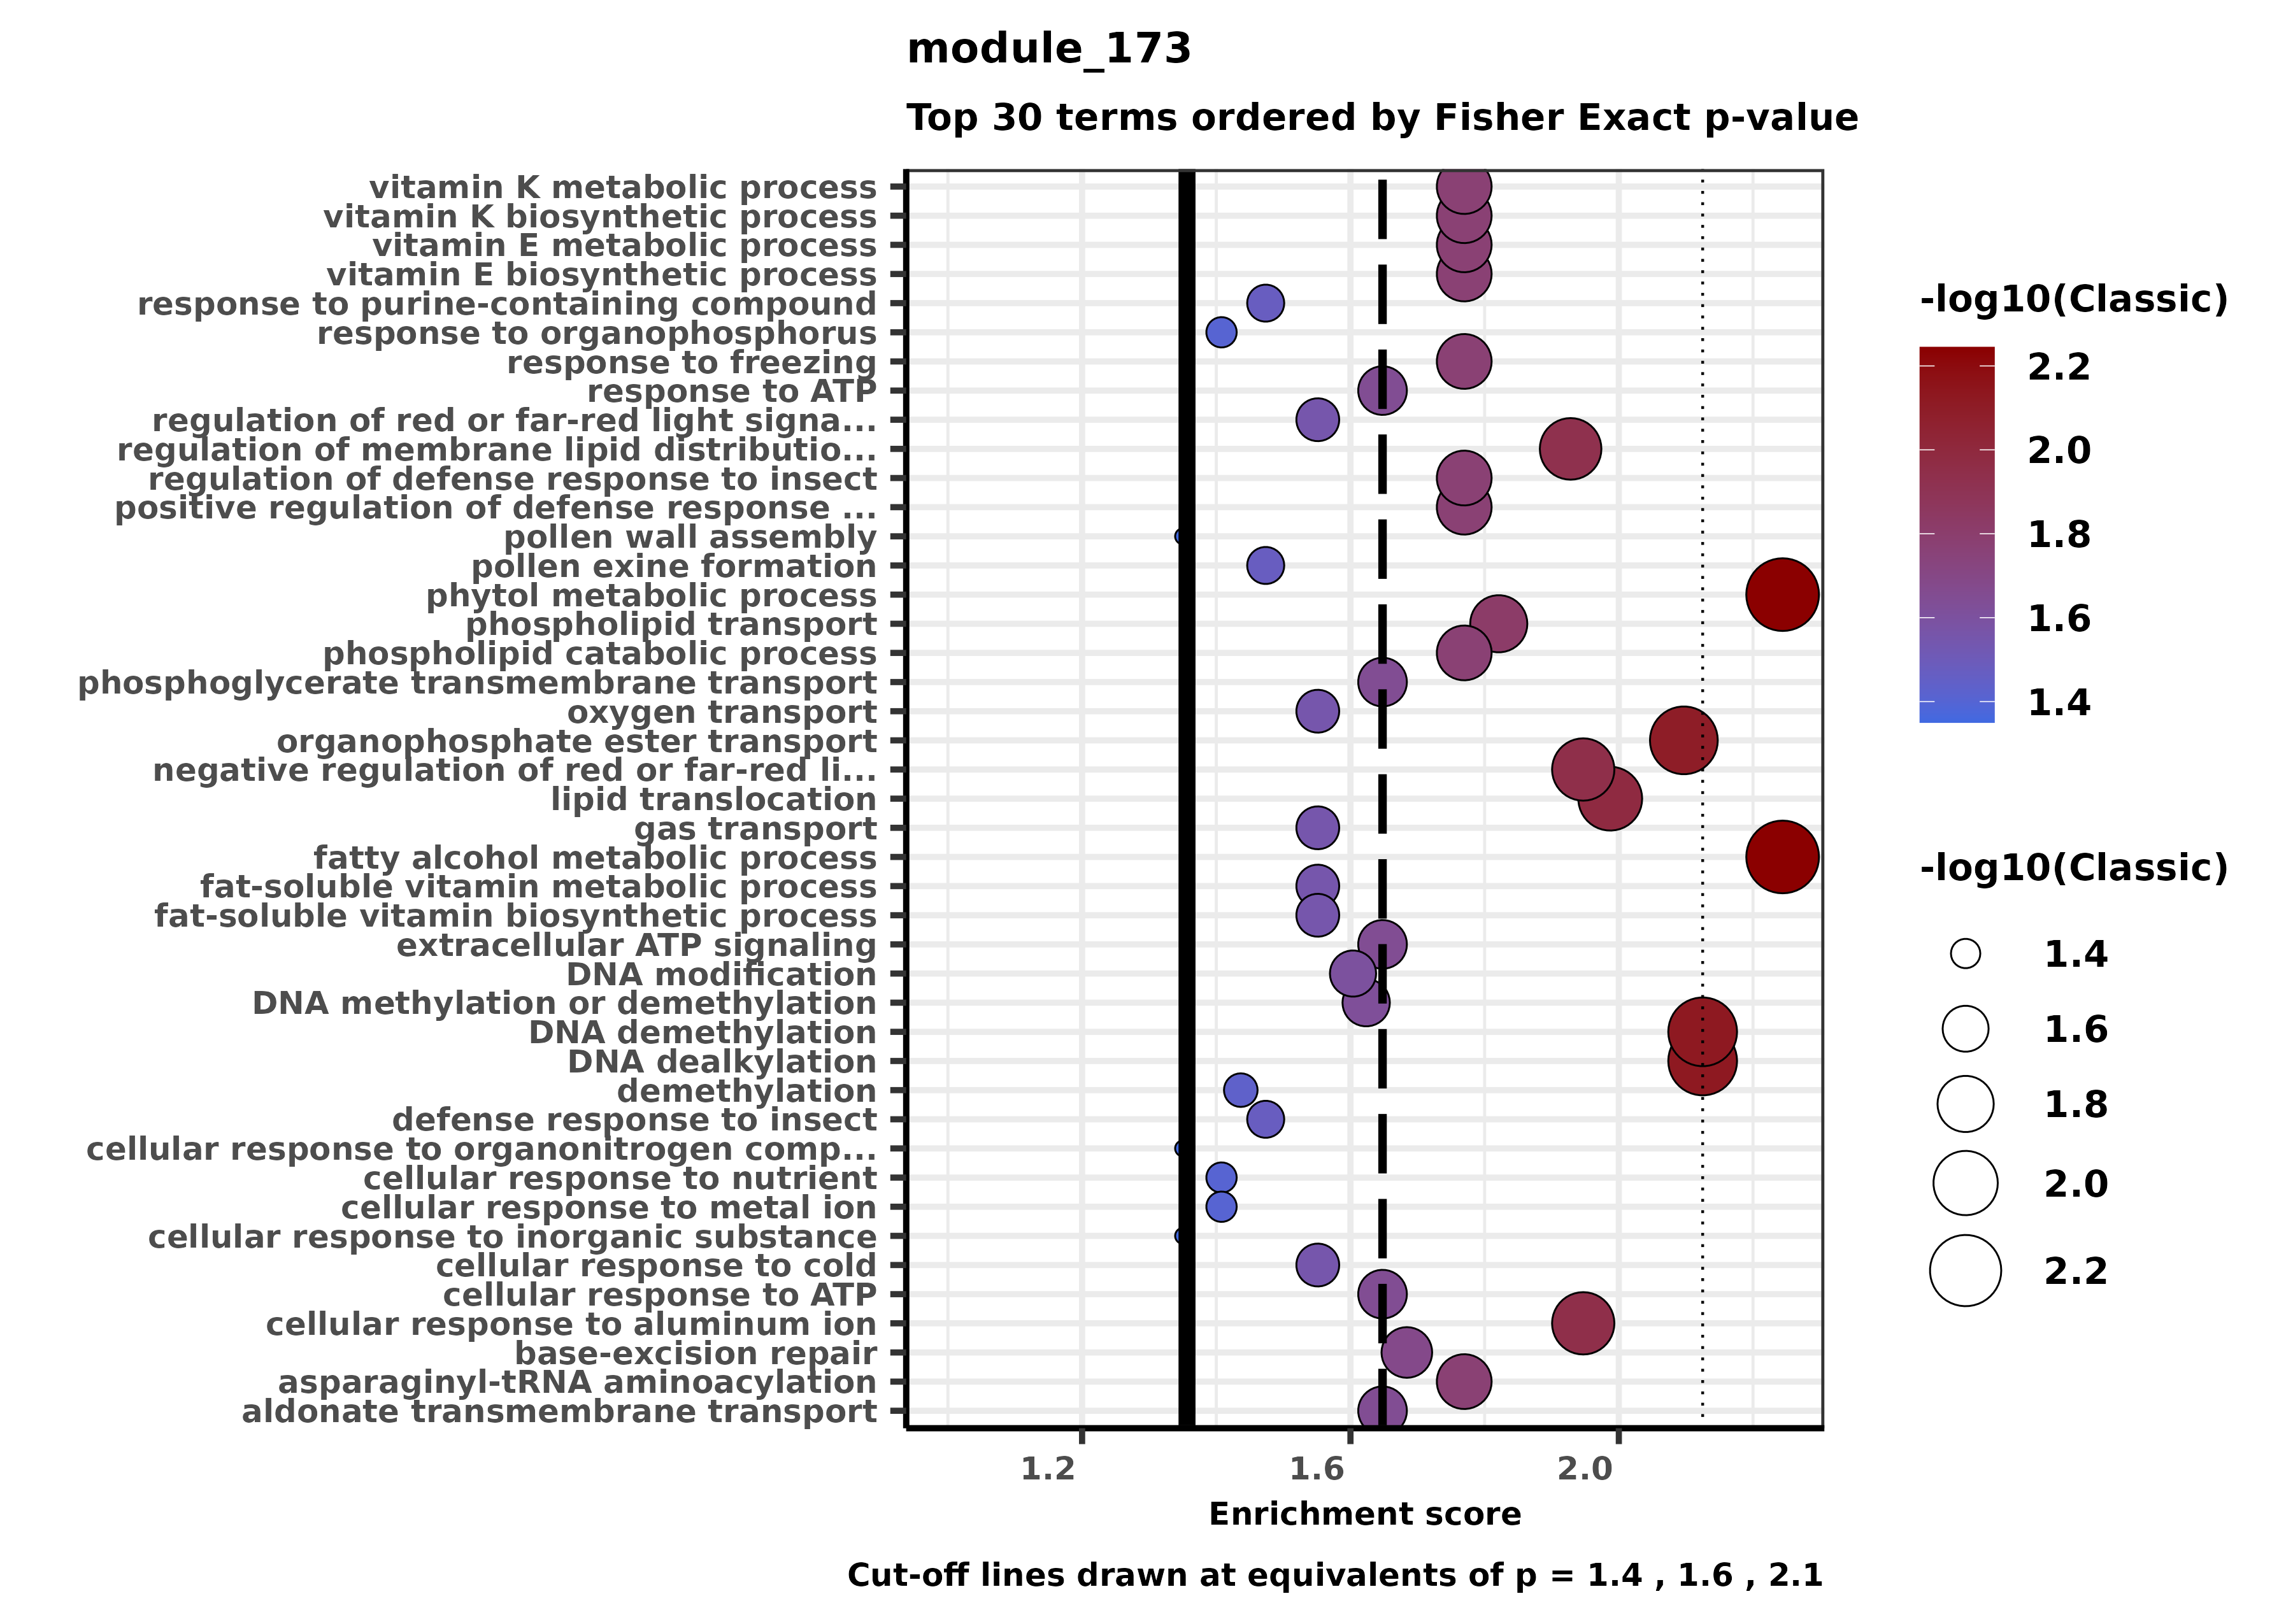 module_173
Top 30 terms ordered by Fisher Exact p-value
vitamin K metabolic process
vitamin K biosynthetic process
vitamin E metabolic process
vitamin E biosynthetic process
response to purine-containing compound
response to organophosphorus
response to freezing
response to ATP
regulation of red or far-red light signa...
regulation of membrane lipid distributio...
regulation of defense response to insect
positive regulation of defense response ...
pollen wall assembly
pollen exine formation
phytol metabolic process
phospholipid transport
phospholipid catabolic process
phosphoglycerate transmembrane transport
oxygen transport
organophosphate ester transport
negative regulation of red or far-red li...
lipid translocation
gas transport
fatty alcohol metabolic process
fat-soluble vitamin metabolic process
fat-soluble vitamin biosynthetic process
extracellular ATP signaling
DNA modification
DNA methylation or demethylation
DNA demethylation
DNA dealkylation
demethylation
defense response to insect
cellular response to organonitrogen comp...
cellular response to nutrient
cellular response to metal ion
cellular response to inorganic substance
cellular response to cold
cellular response to ATP
cellular response to aluminum ion
base-excision repair
asparaginyl-tRNA aminoacylation
aldonate transmembrane transport
1.2 1.6 2.0
Enrichment score
Cut-off lines drawn at equivalents of p = 1.4 , 1.6 , 2.1
-log10(Classic)
2.2
2.0
1.8
1.6
1.4
-log10(Classic)
1.4
1.6
1.8
2.0
2.2